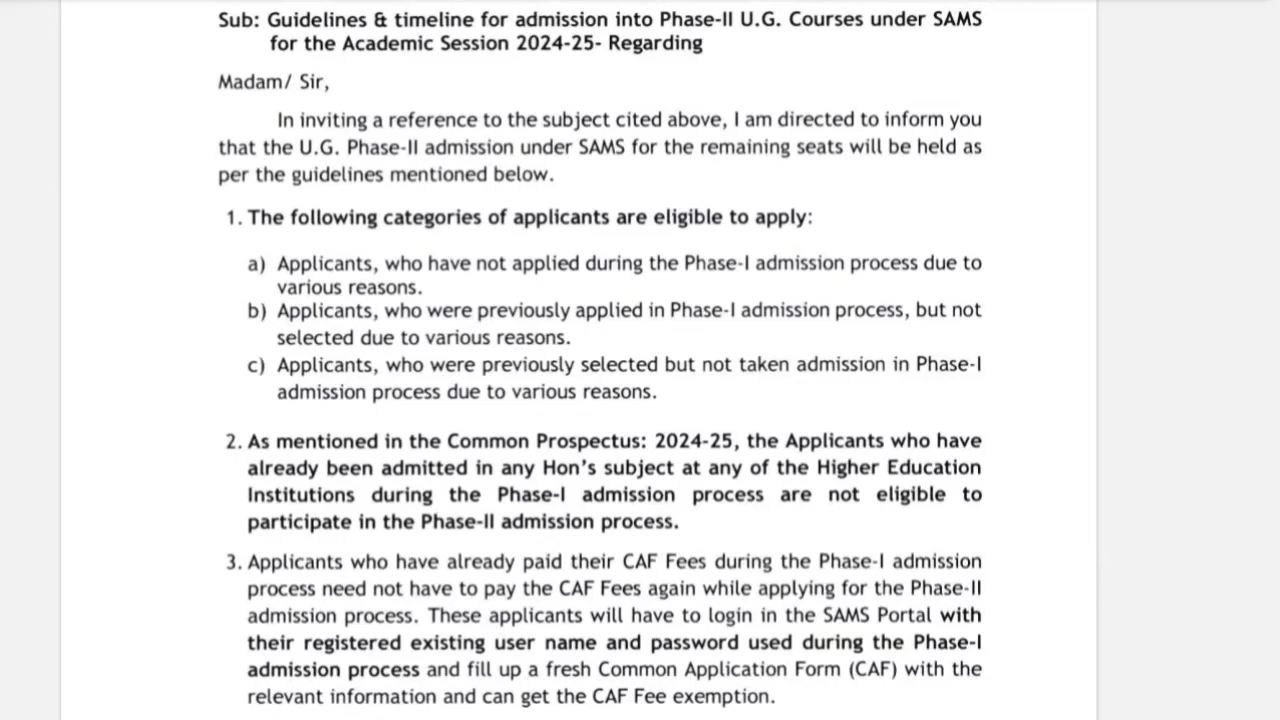 Sub: Guidelines & timeline for admission into Phase-II U.G. Courses under SAMS
for the Academic Session 2024-25- Regarding
Madam/ Sir,
In inviting a reference to the subject cited above, I am directed to inform you
that the U.G. Phase-II admission under SAMS for the remaining seats will be held as
per the guidelines mentioned below.
1. The following categories of applicants are eligible to apply:
a) Applicants, who have not applied during the Phase-I admission process due to
various reasons.
b) Applicants, who were previously applied in Phase-I admission process, but not
selected due to various reasons.
c) Applicants, who were previously selected but not taken admission in Phase-I
admission process due to various reasons.
2. As mentioned in the Common Prospectus: 2024-25, the Applicants who have
already been admitted in any Hon's subject at any of the Higher Education
Institutions during the Phase-I admission process are not eligible to
participate in the Phase-II admission process.
3. Applicants who have already paid their CAF Fees during the Phase-I admission
process need not have to pay the CAF Fees again while applying for the Phase-II
admission process. These applicants will have to login in the SAMS Portal with
their registered existing user name and password used during the Phase-I
admission process and fill up a fresh Common Application Form (CAF) with the
relevant information and can get the CAF Fee exemption.